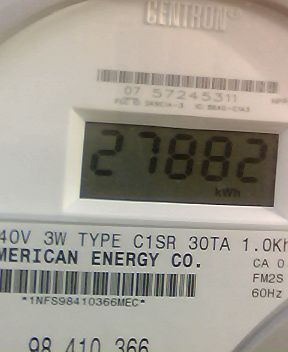 CENTRON®
07 57245311
27882
kWh
40V 3W TYPE C1SR 30TA 1.0Kh
MERICAN ENERGY CO.
CA 0
FM2S
60Hz
*1NFS98410366MEC*
98 410 366